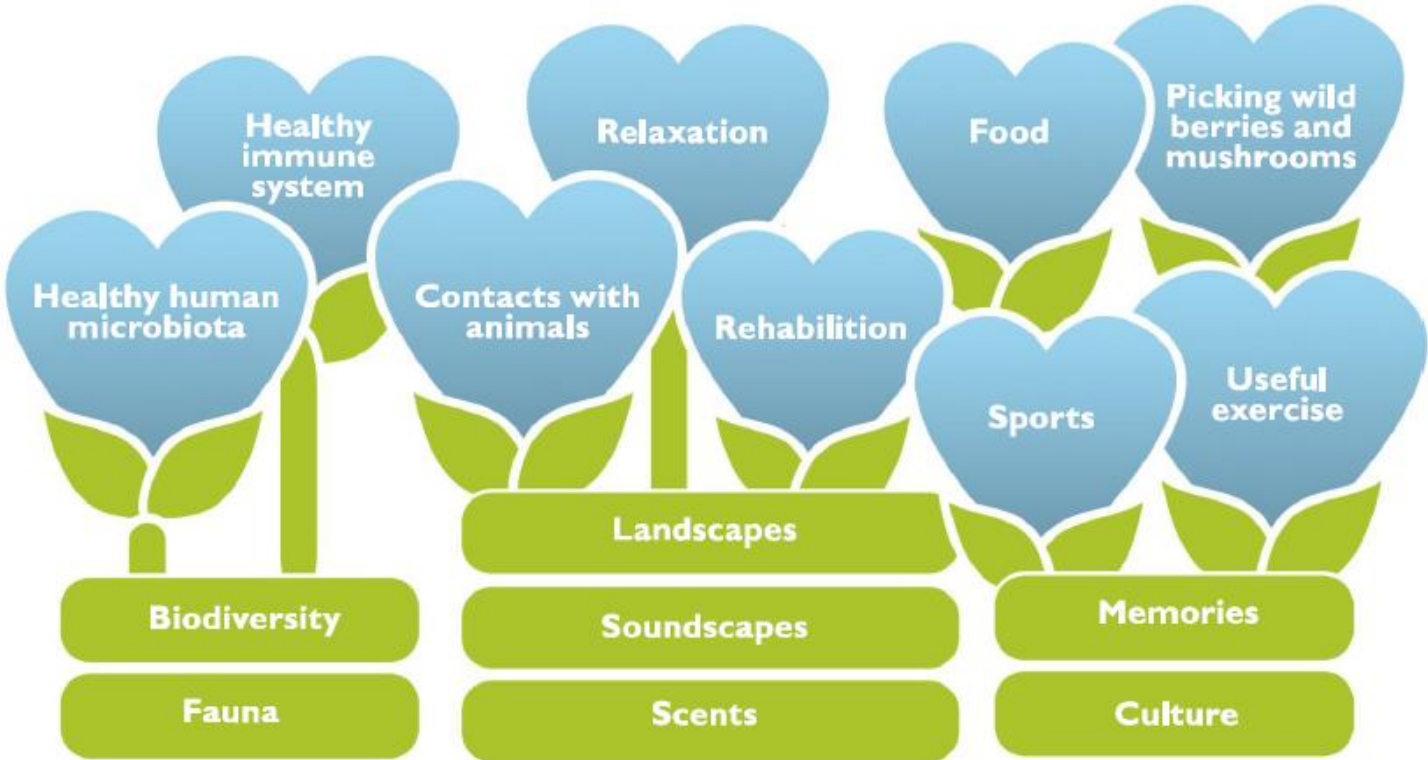 Healthy
immune
system
Relaxation
Food
Picking wild
berries and
mushrooms
Healthy human
microbiota
Contacts with
animals
Rehabilition
Sports
Useful
exercise
Landscapes
Soundscapes
Scents
Biodiversity
Fauna
Memories
Culture